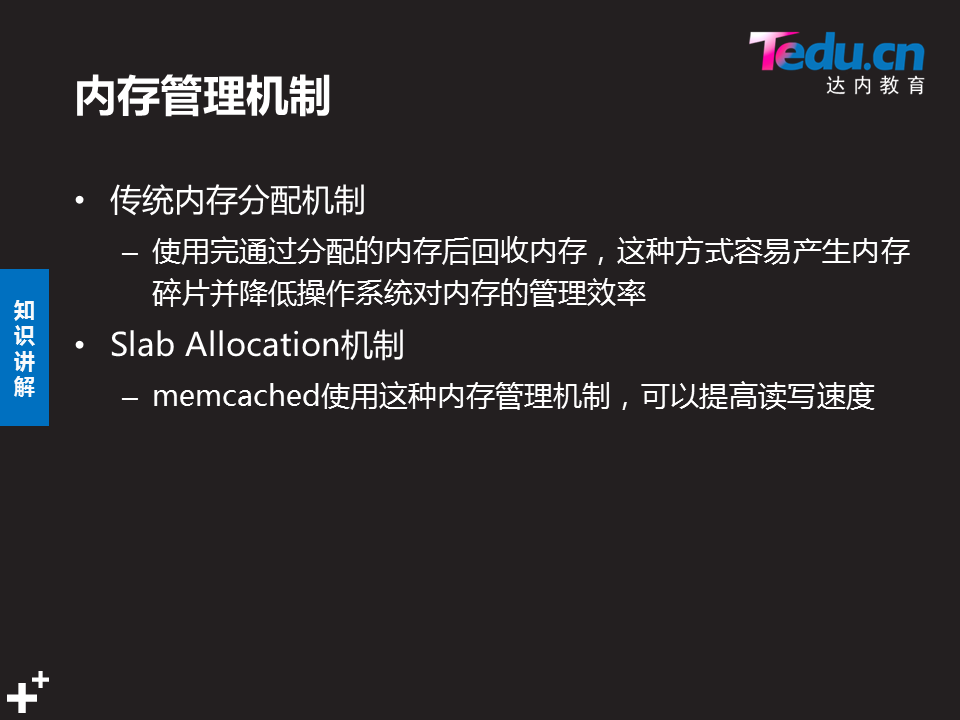 Tedu.cn
达内教育
内存管理机制
• 传统内存分配机制
– 使用完通过分配的内存后回收内存，这种方式容易产生内存
碎片并降低操作系统对内存的管理效率
• Slab Allocation机制
– memcached使用这种内存管理机制，可以提高读写速度
知
识
讲
解